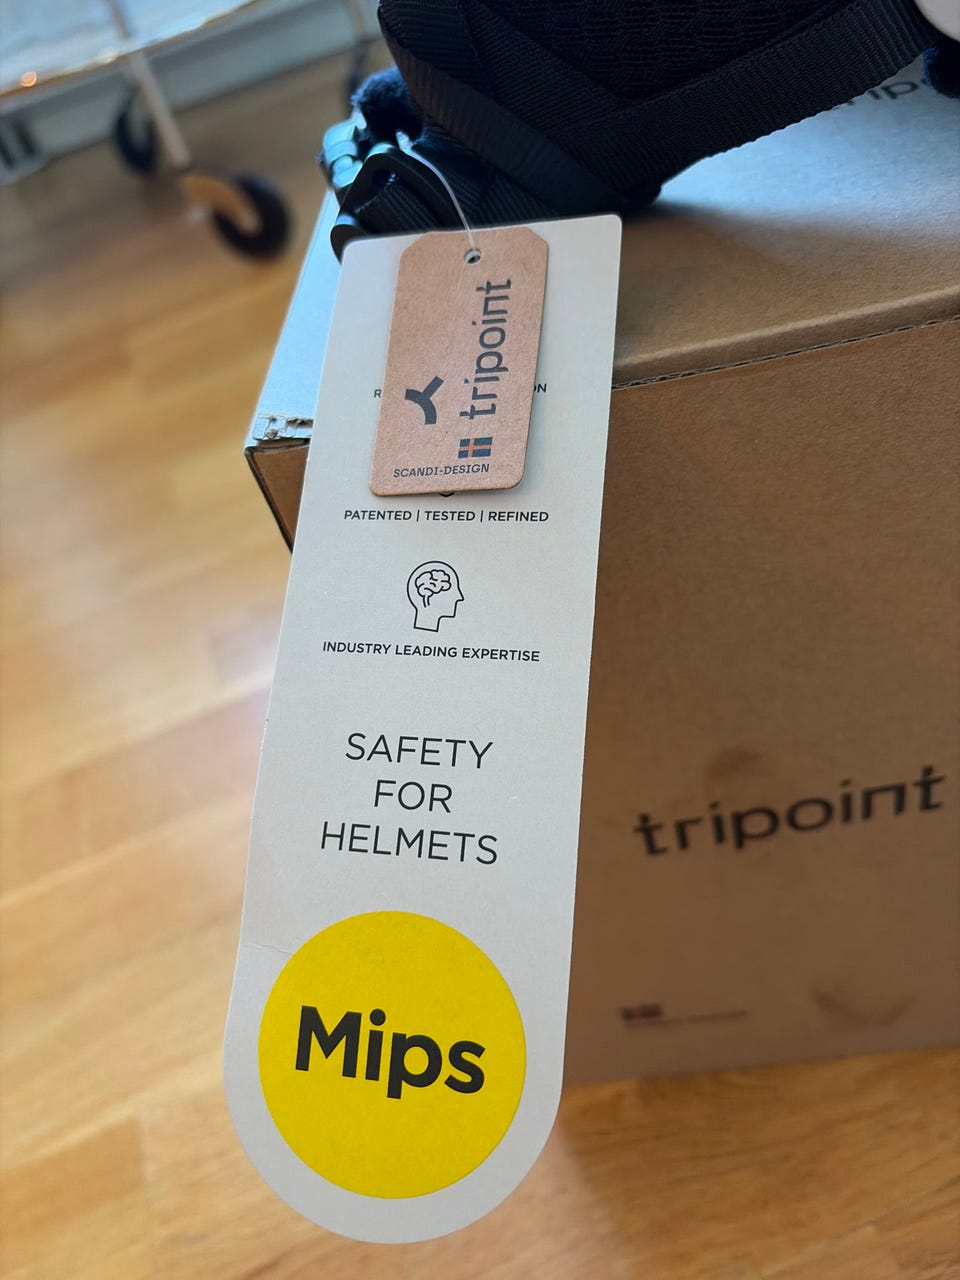 tripoint
SCANDI-DESIGN
PATENTED | TESTED | REFINED
INDUSTRY LEADING EXPERTISE
SAFETY
FOR
HELMETS
Mips
tripoint